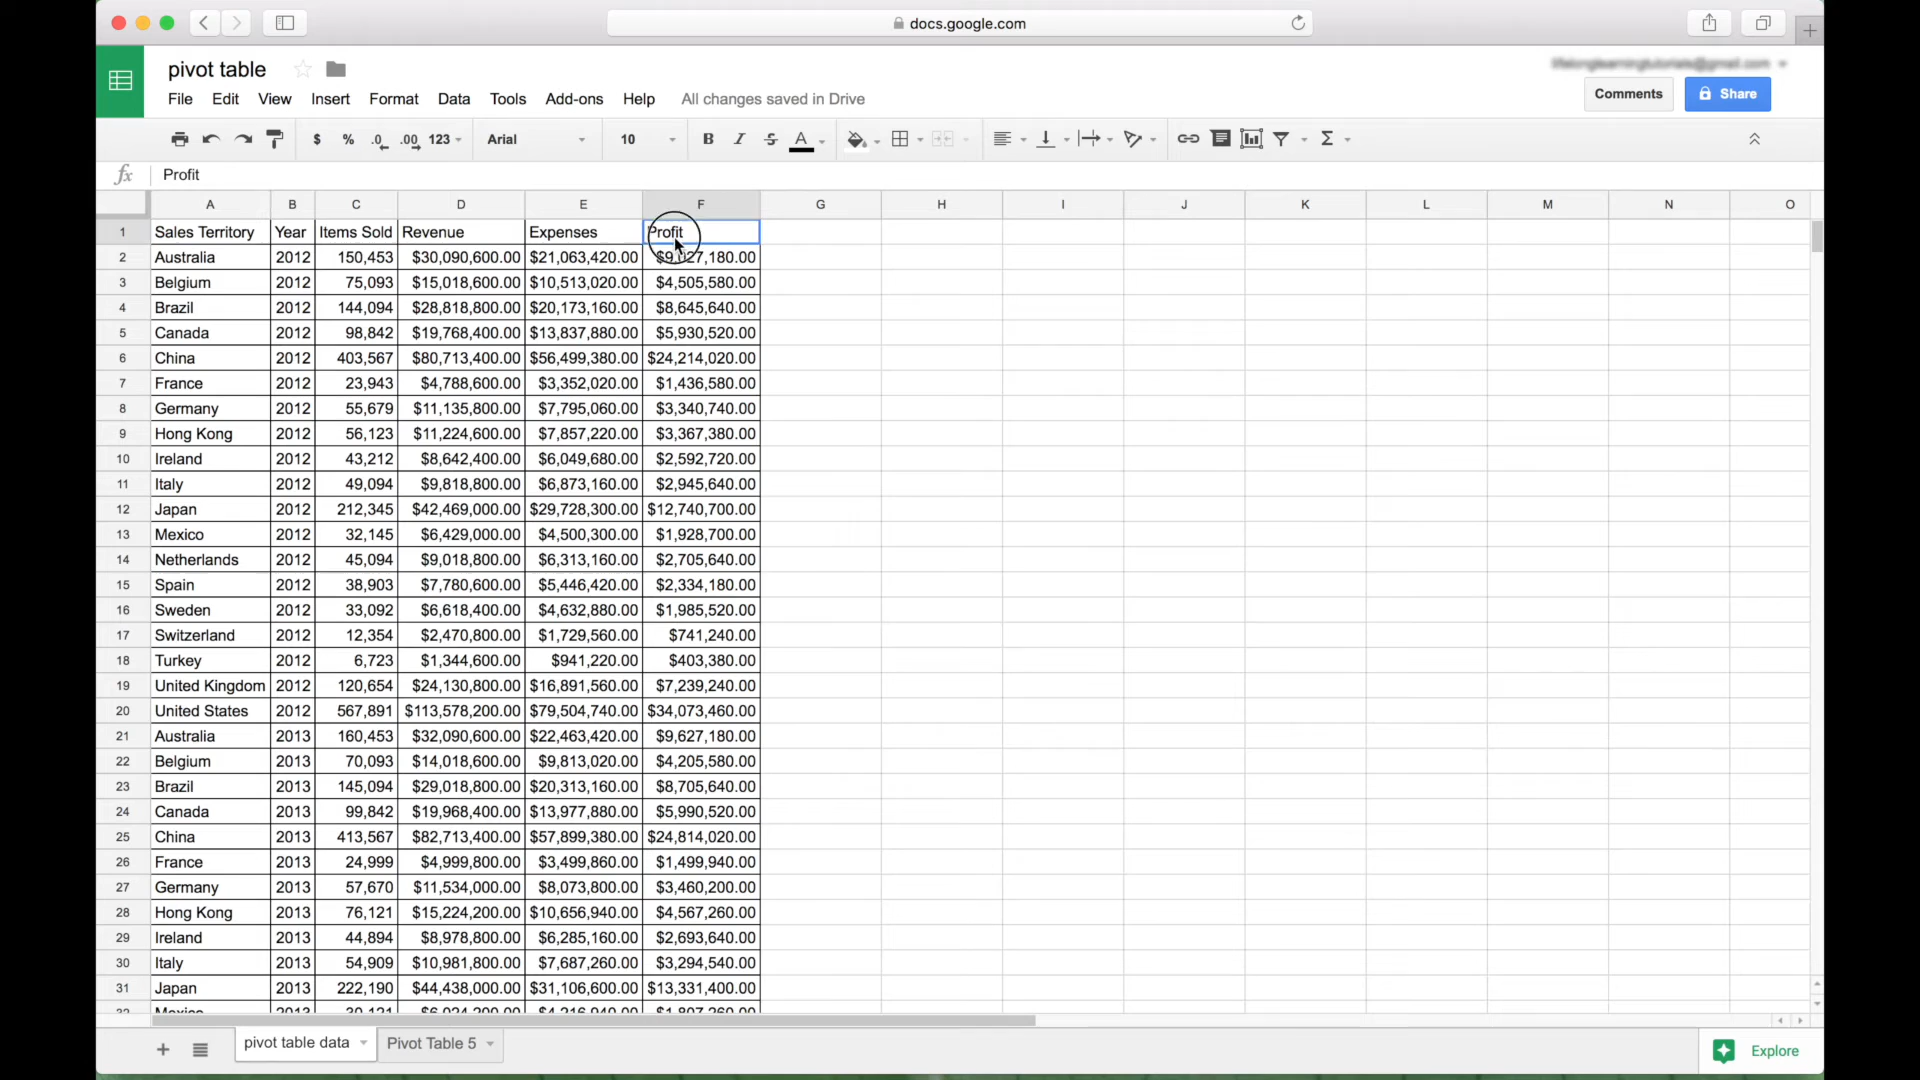 docs.google.com
pivot table
File Edit View Insert Format Data Tools Add-ons Help All changes saved in Drive
Comments Share
$ % .0 .00 123 Arial 10 B I S A Σ
fx Profit
A B C D E F G H I J K L M N O
1 Sales Territory Year Items Sold Revenue Expenses Profit
2 Australia 2012 150,453 $30,090,600.00 $21,063,420.00 $9,027,180.00
3 Belgium 2012 75,093 $15,018,600.00 $10,513,020.00 $4,505,580.00
4 Brazil 2012 144,094 $28,818,800.00 $20,173,160.00 $8,645,640.00
5 Canada 2012 98,842 $19,768,400.00 $13,837,880.00 $5,930,520.00
6 China 2012 403,567 $80,713,400.00 $56,499,380.00 $24,214,020.00
7 France 2012 23,943 $4,788,600.00 $3,352,020.00 $1,436,580.00
8 Germany 2012 55,679 $11,135,800.00 $7,795,060.00 $3,340,740.00
9 Hong Kong 2012 56,123 $11,224,600.00 $7,857,220.00 $3,367,380.00
10 Ireland 2012 43,212 $8,642,400.00 $6,049,680.00 $2,592,720.00
11 Italy 2012 49,094 $9,818,800.00 $6,873,160.00 $2,945,640.00
12 Japan 2012 212,345 $42,469,000.00 $29,728,300.00 $12,740,700.00
13 Mexico 2012 32,145 $6,429,000.00 $4,500,300.00 $1,928,700.00
14 Netherlands 2012 45,094 $9,018,800.00 $6,313,160.00 $2,705,640.00
15 Spain 2012 38,903 $7,780,600.00 $5,446,420.00 $2,334,180.00
16 Sweden 2012 33,092 $6,618,400.00 $4,632,880.00 $1,985,520.00
17 Switzerland 2012 12,354 $2,470,800.00 $1,729,560.00 $741,240.00
18 Turkey 2012 6,723 $1,344,600.00 $941,220.00 $403,380.00
19 United Kingdom 2012 120,654 $24,130,800.00 $16,891,560.00 $7,239,240.00
20 United States 2012 567,891 $113,578,200.00 $79,504,740.00 $34,073,460.00
21 Australia 2013 160,453 $32,090,600.00 $22,463,420.00 $9,627,180.00
22 Belgium 2013 70,093 $14,018,600.00 $9,813,020.00 $4,205,580.00
23 Brazil 2013 145,094 $29,018,800.00 $20,313,160.00 $8,705,640.00
24 Canada 2013 99,842 $19,968,400.00 $13,977,880.00 $5,990,520.00
25 China 2013 413,567 $82,713,400.00 $57,899,380.00 $24,814,020.00
26 France 2013 24,999 $4,999,800.00 $3,499,860.00 $1,499,940.00
27 Germany 2013 57,670 $11,534,000.00 $8,073,800.00 $3,460,200.00
28 Hong Kong 2013 76,121 $15,224,200.00 $10,656,940.00 $4,567,260.00
29 Ireland 2013 44,894 $8,978,800.00 $6,285,160.00 $2,693,640.00
30 Italy 2013 54,909 $10,981,800.00 $7,687,260.00 $3,294,540.00
31 Japan 2013 222,190 $44,438,000.00 $31,106,600.00 $13,331,400.00
pivot table data Pivot Table 5 Explore